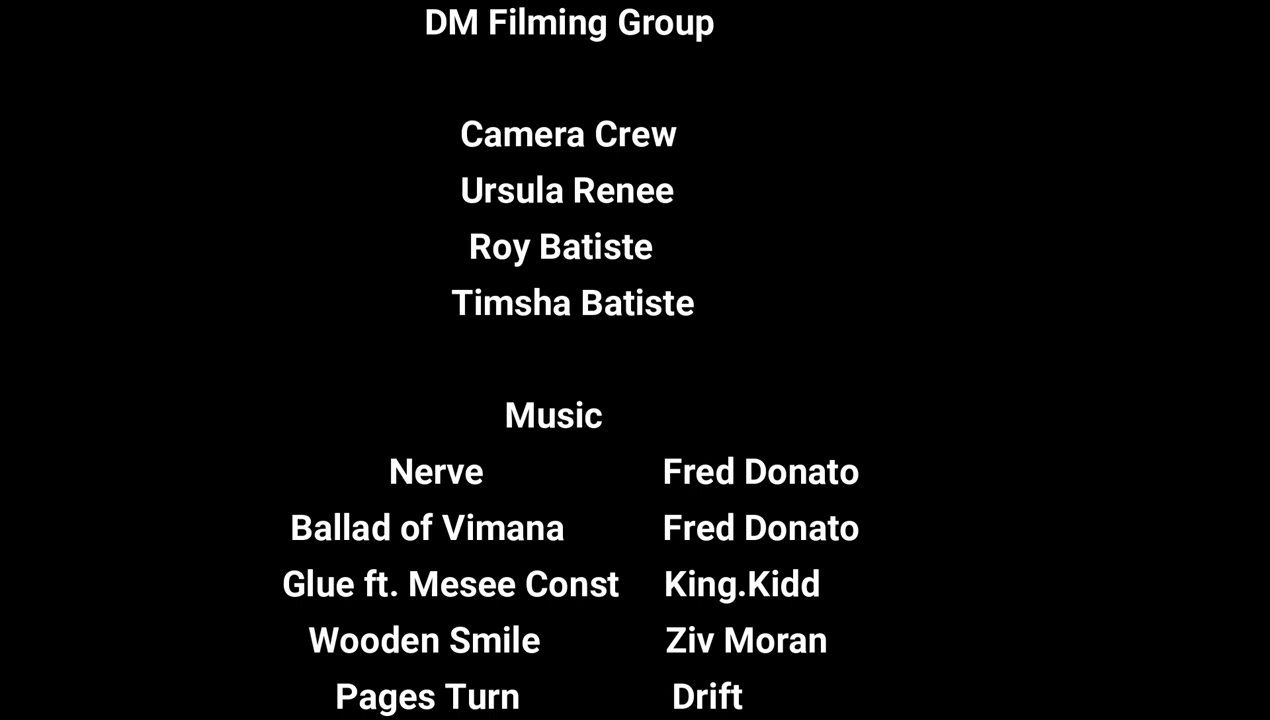 DM Filming Group
Camera Crew
Ursula Renee
Roy Batiste
Timsha Batiste
Music
Nerve Fred Donato
Ballad of Vimana Fred Donato
Glue ft. Mesee Const King.Kidd
Wooden Smile Ziv Moran
Pages Turn Drift